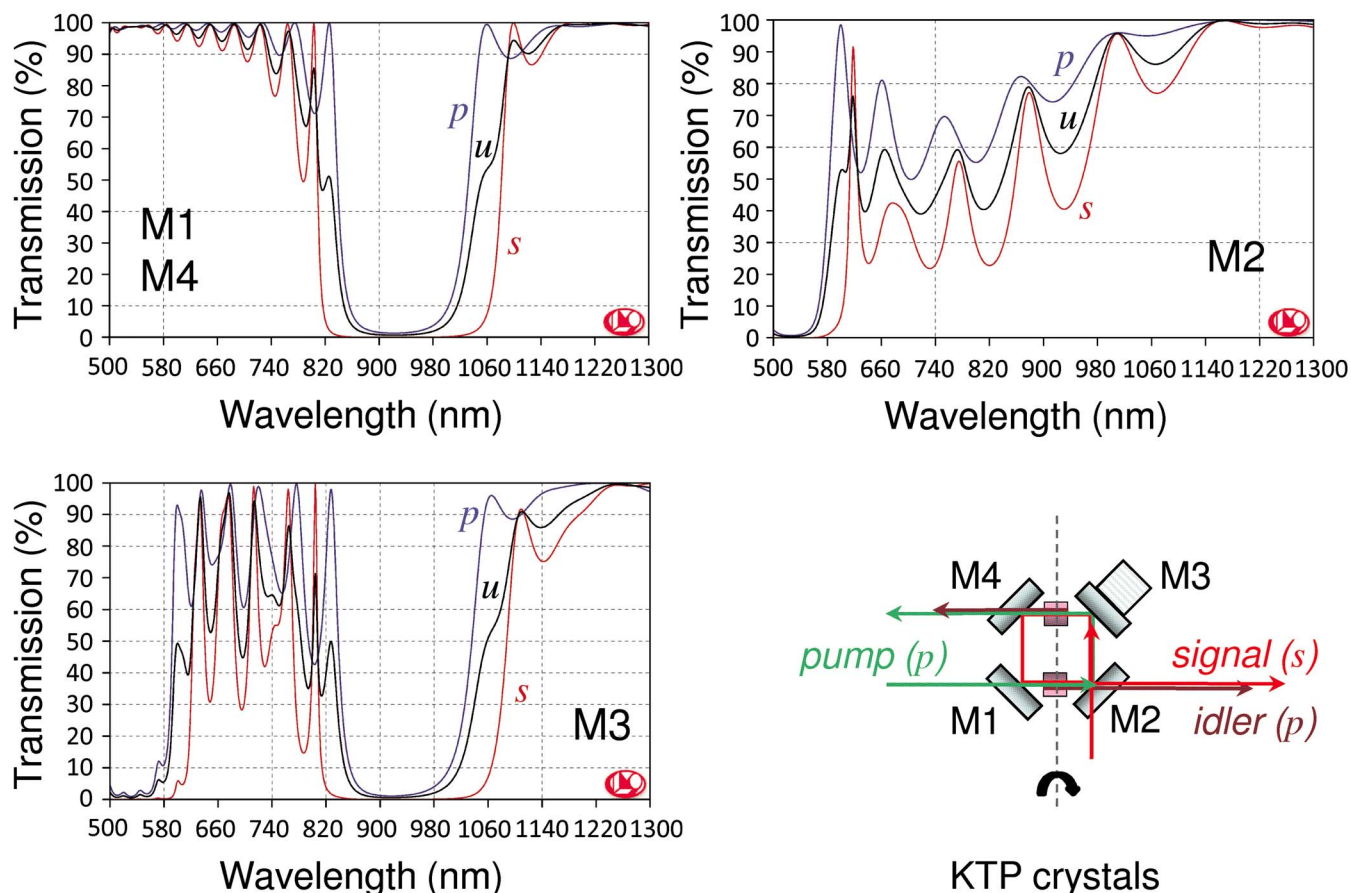 Transmission (%)
100
90
80
70
60
50
40
30
20
10
0
p
u
s
M1
M4
500 580 660 740 820 900 980 1060 1140 1220 1300
Wavelength (nm)
Transmission (%)
100
90
80
70
60
50
40
30
20
10
0
p
u
s
M2
500 580 660 740 820 900 980 1060 1140 1220 1300
Wavelength (nm)
Transmission (%)
100
90
80
70
60
50
40
30
20
10
0
p
u
s
M3
500 580 660 740 820 900 980 1060 1140 1220 1300
Wavelength (nm)
M4
M3
pump (p)
signal (s)
M1
M2
idler (p)
KTP crystals